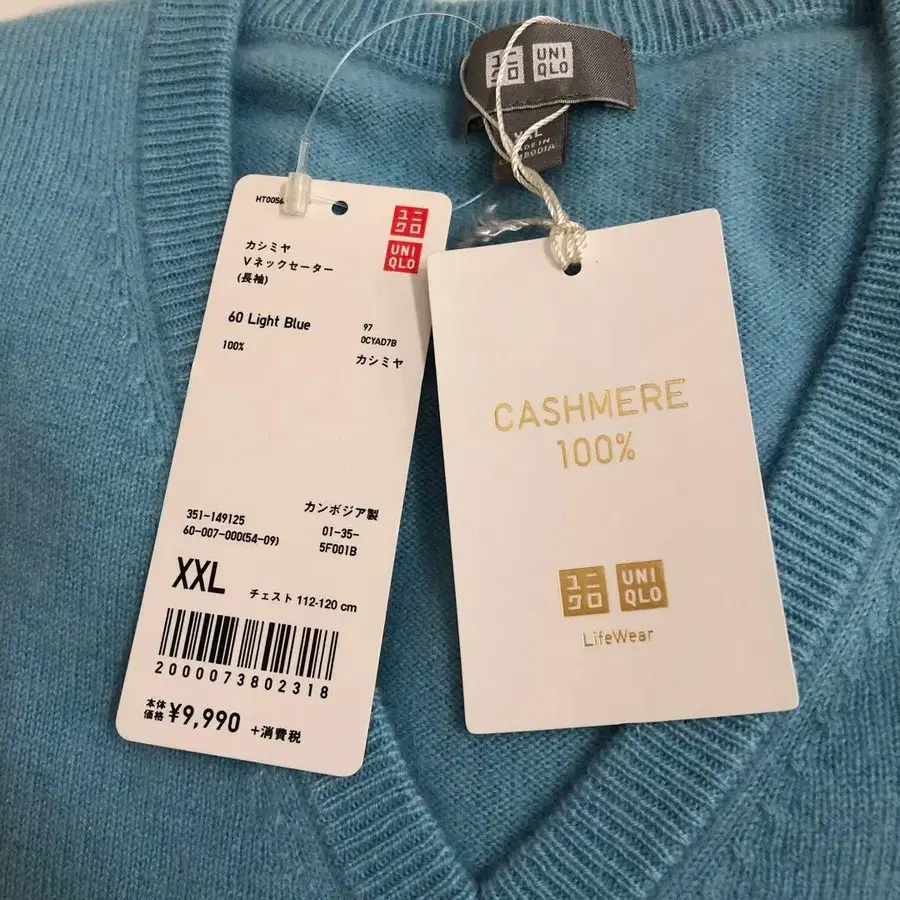 ユニ
クロ
UNI
QLO
XXL
MADE IN
CAMBODIA
HT0056
ユニ
クロ
UNI
QLO
カシミヤ
Vネックセーター
(長袖)
60 Light Blue
97
0CYAD7B
100%
カシミヤ
カンボジア製
351-149125
01-35-
60-007-000(54-09)
5F001B
XXL
チェスト 112-120 cm
2000073802318
本体
価格 ¥9,990 +消費税
CASHMERE
100%
ユニ
クロ
UNI
QLO
LifeWear